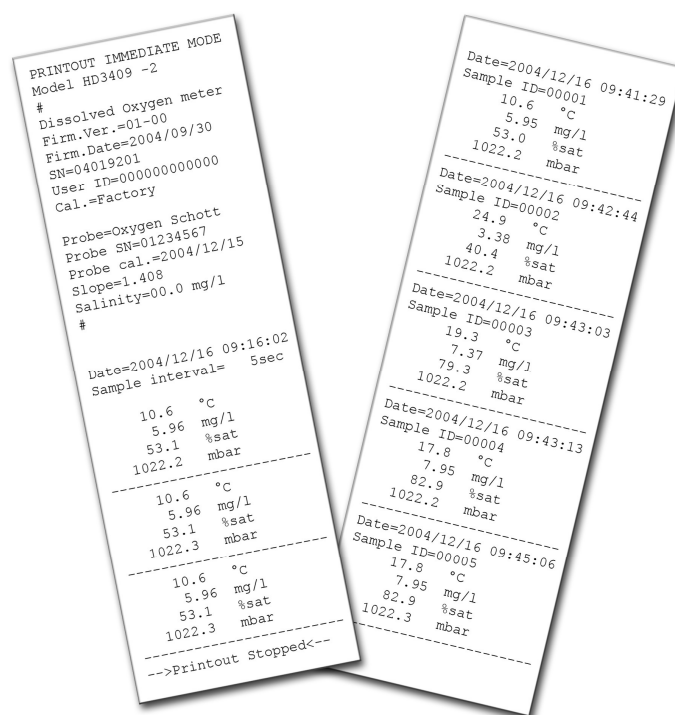 PRINTOUT IMMEDIATE MODE
Model HD3409 -2
#
Dissolved Oxygen meter
Firm.Ver.=01-00
Firm.Date=2004/09/30
SN=04019201
User ID=000000000000
Cal.=Factory
Probe=Oxygen Schott
Probe SN=01234567
Probe cal.=2004/12/15
Slope=1.408
Salinity=00.0 mg/l
#
Date=2004/12/16 09:16:02
Sample interval= 5sec
10.6 °C
5.96 mg/l
53.1 %sat
1022.2 mbar
------------------------
10.6 °C
5.96 mg/l
53.1 %sat
1022.3 mbar
------------------------
10.6 °C
5.96 mg/l
53.1 %sat
1022.3 mbar
------------------------
-->Printout Stopped<--
Date=2004/12/16 09:41:29
Sample ID=00001
10.6 °C
5.95 mg/l
53.0 %sat
1022.2 mbar
------------------------
Date=2004/12/16 09:42:44
Sample ID=00002
24.9 °C
3.38 mg/l
40.4 %sat
1022.2 mbar
------------------------
Date=2004/12/16 09:43:03
Sample ID=00003
19.3 °C
7.37 mg/l
79.3 %sat
1022.2 mbar
------------------------
Date=2004/12/16 09:43:13
Sample ID=00004
17.8 °C
7.95 mg/l
82.9 %sat
1022.2 mbar
------------------------
Date=2004/12/16 09:45:06
Sample ID=00005
17.8 °C
7.95 mg/l
82.9 %sat
1022.3 mbar
------------------------